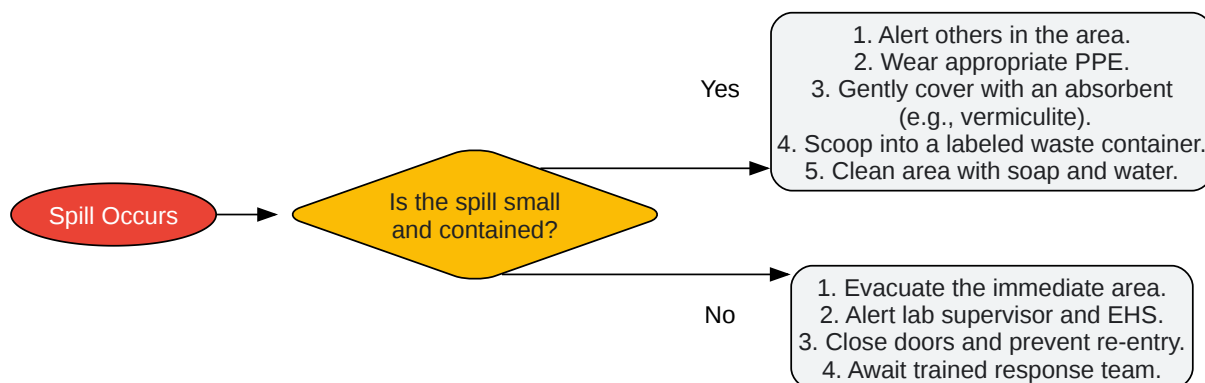 Spill Occurs
Is the spill small
and contained?
Yes
1. Alert others in the area.
2. Wear appropriate PPE.
3. Gently cover with an absorbent
(e.g., vermiculite).
4. Scoop into a labeled waste container.
5. Clean area with soap and water.
No
1. Evacuate the immediate area.
2. Alert lab supervisor and EHS.
3. Close doors and prevent re-entry.
4. Await trained response team.